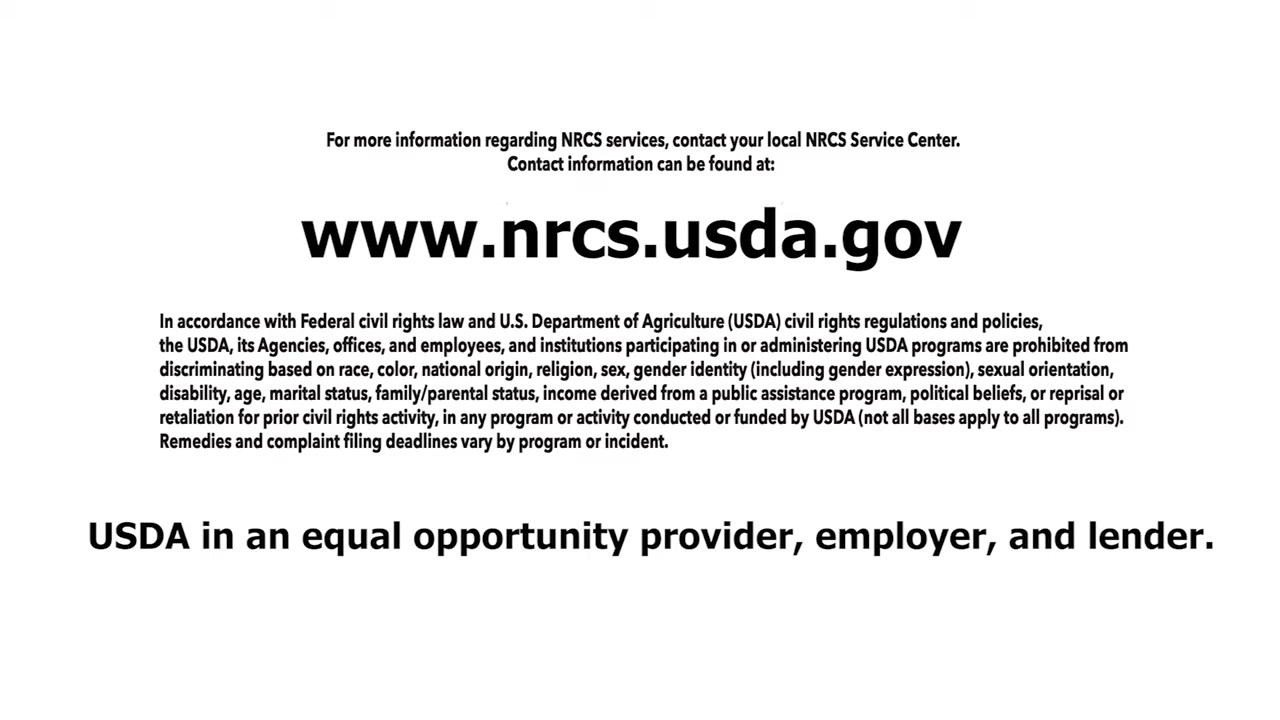 For more information regarding NRCS services, contact your local NRCS Service Center.
Contact information can be found at:
www.nrcs.usda.gov
In accordance with Federal civil rights law and U.S. Department of Agriculture (USDA) civil rights regulations and policies,
the USDA, its Agencies, offices, and employees, and institutions participating in or administering USDA programs are prohibited from
discriminating based on race, color, national origin, religion, sex, gender identity (including gender expression), sexual orientation,
disability, age, marital status, family/parental status, income derived from a public assistance program, political beliefs, or reprisal or
retaliation for prior civil rights activity, in any program or activity conducted or funded by USDA (not all bases apply to all programs).
Remedies and complaint filing deadlines vary by program or incident.
USDA in an equal opportunity provider, employer, and lender.